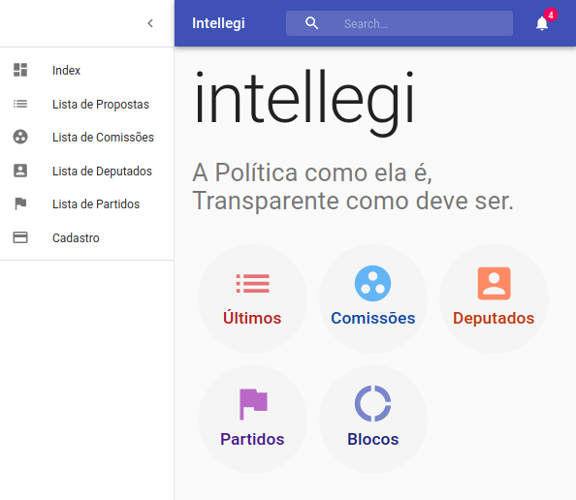 Intellegi
Search...
4
Index
Lista de Propostas
Lista de Comissões
Lista de Deputados
Lista de Partidos
Cadastro
intellegi
A Política como ela é,
Transparente como deve ser.
Últimos
Comissões
Deputados
Partidos
Blocos